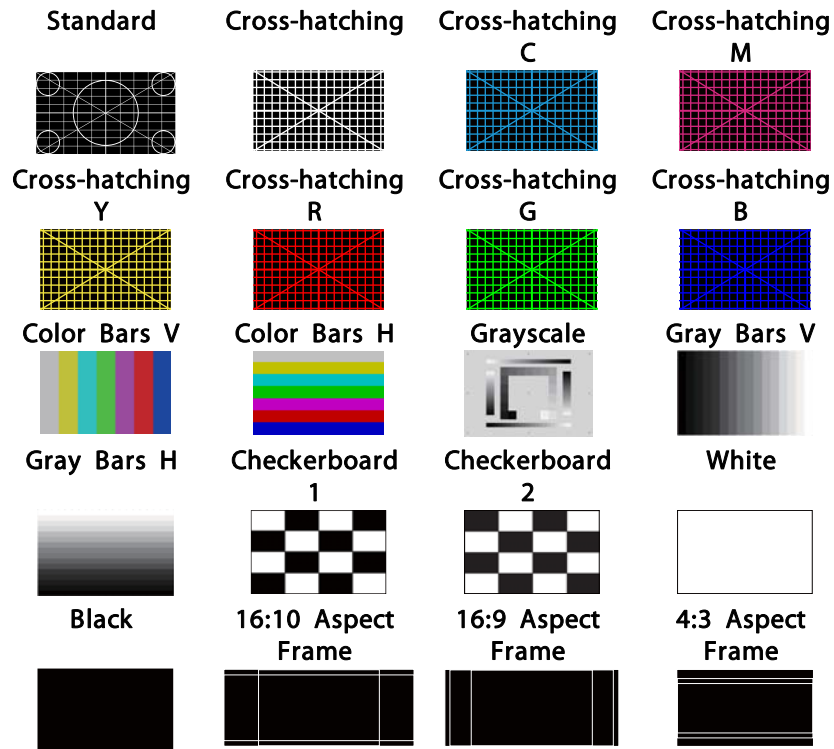 Standard
Cross-hatching
Cross-hatching
C
Cross-hatching
M
Cross-hatching
Y
Cross-hatching
R
Cross-hatching
G
Cross-hatching
B
Color Bars V
Color Bars H
Grayscale
Gray Bars V
Gray Bars H
Checkerboard
1
Checkerboard
2
White
Black
16:10 Aspect
Frame
16:9 Aspect
Frame
4:3 Aspect
Frame